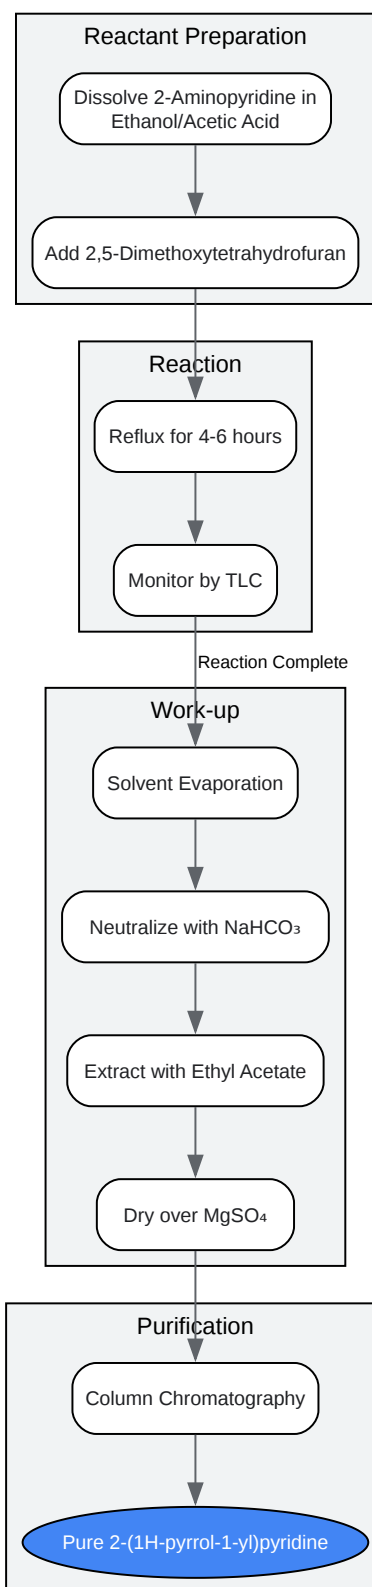 Reactant Preparation
Dissolve 2-Aminopyridine in
Ethanol/Acetic Acid
Add 2,5-Dimethoxytetrahydrofuran
Reaction
Reflux for 4-6 hours
Monitor by TLC
Reaction Complete
Work-up
Solvent Evaporation
Neutralize with NaHCO₃
Extract with Ethyl Acetate
Dry over MgSO₄
Purification
Column Chromatography
Pure 2-(1H-pyrrol-1-yl)pyridine